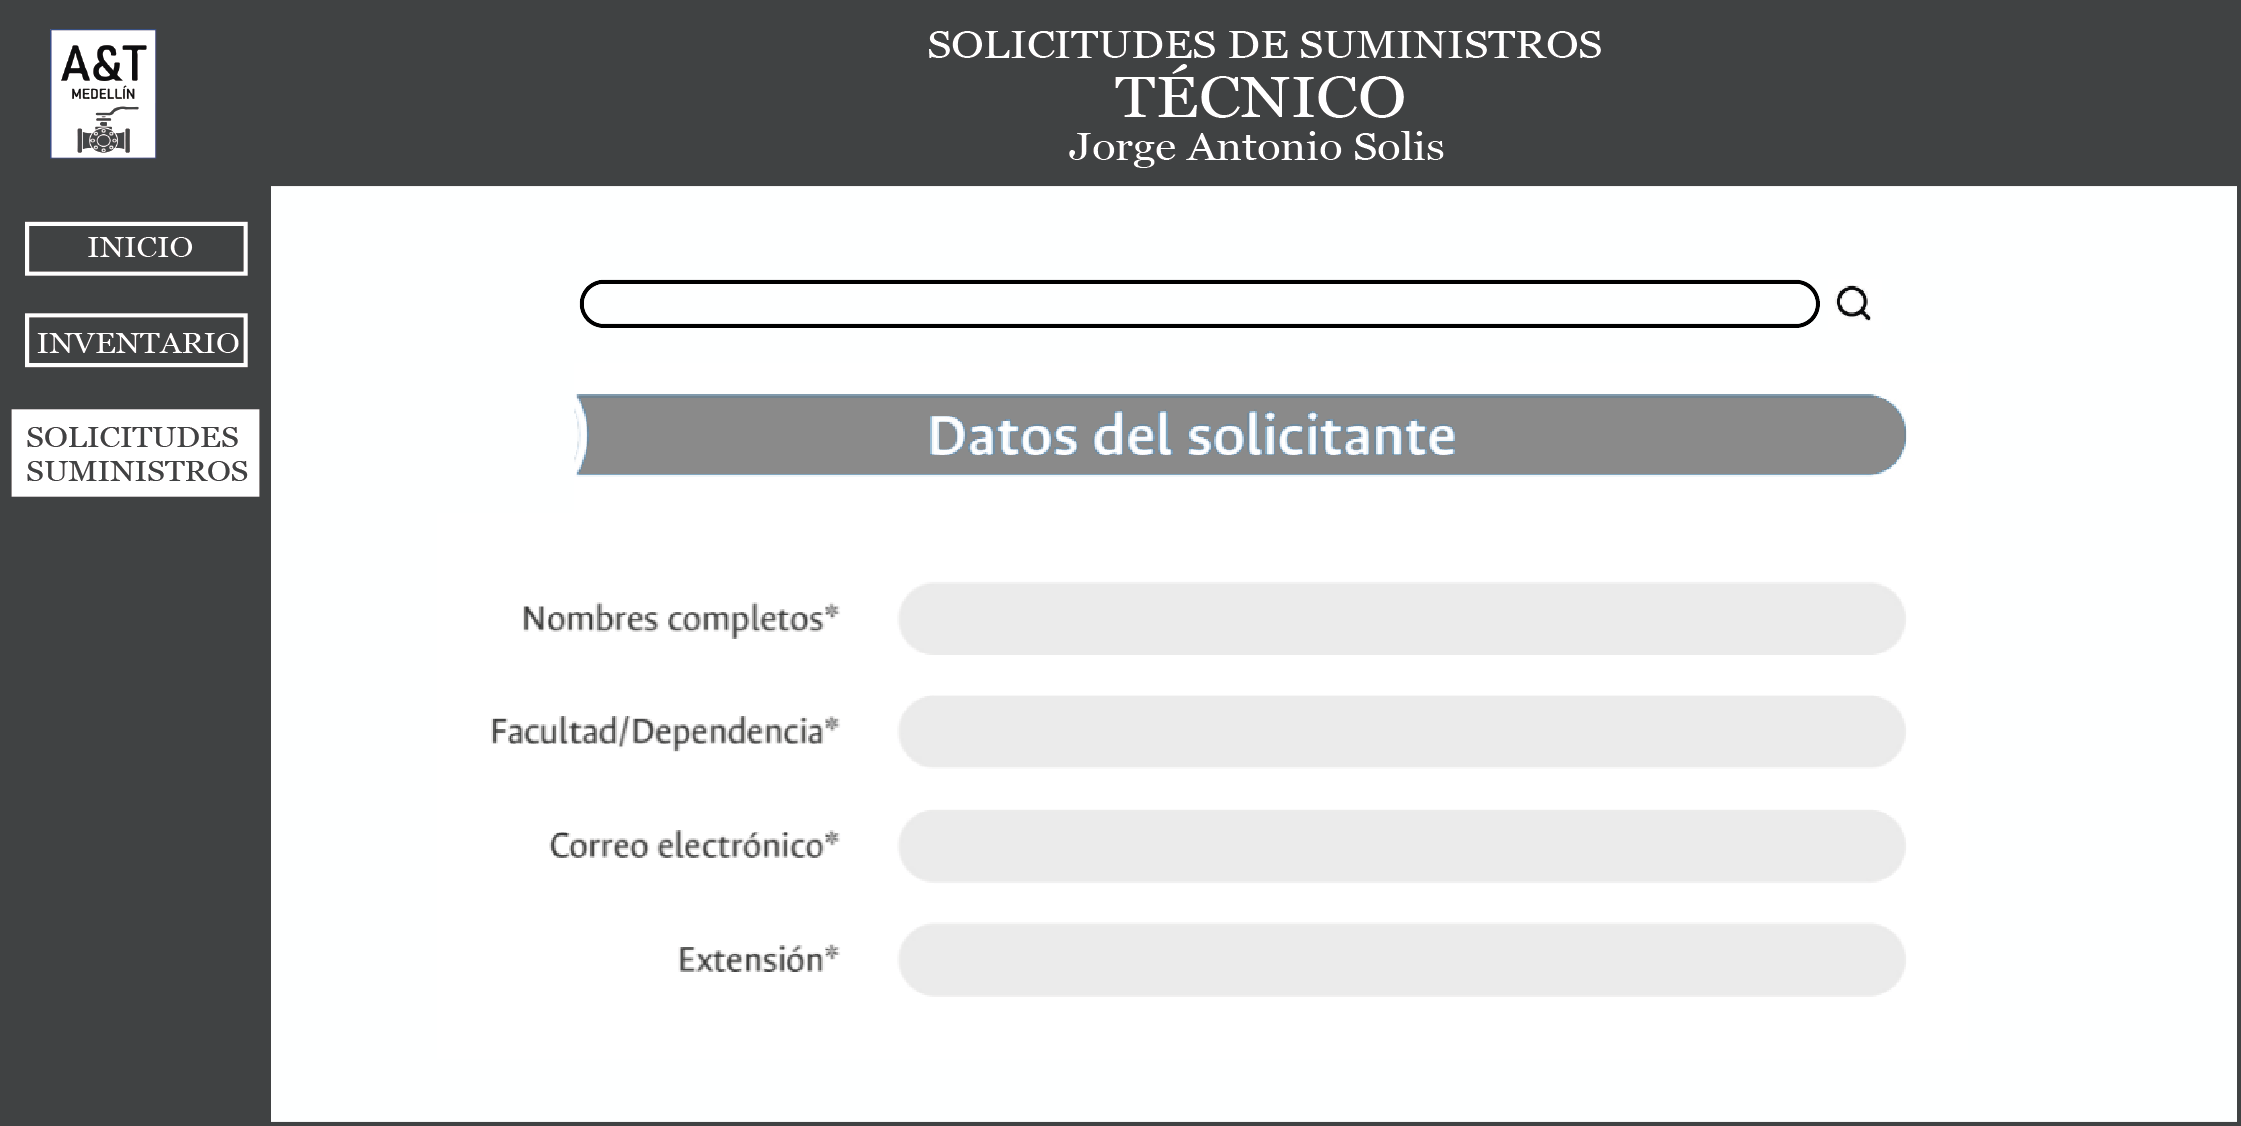 A&T
MEDELLÍN
SOLICITUDES DE SUMINISTROS
TÉCNICO
Jorge Antonio Solis
INICIO
INVENTARIO
SOLICITUDES
SUMINISTROS
Datos del solicitante
Nombres completos*
Facultad/Dependencia*
Correo electrónico*
Extensión*